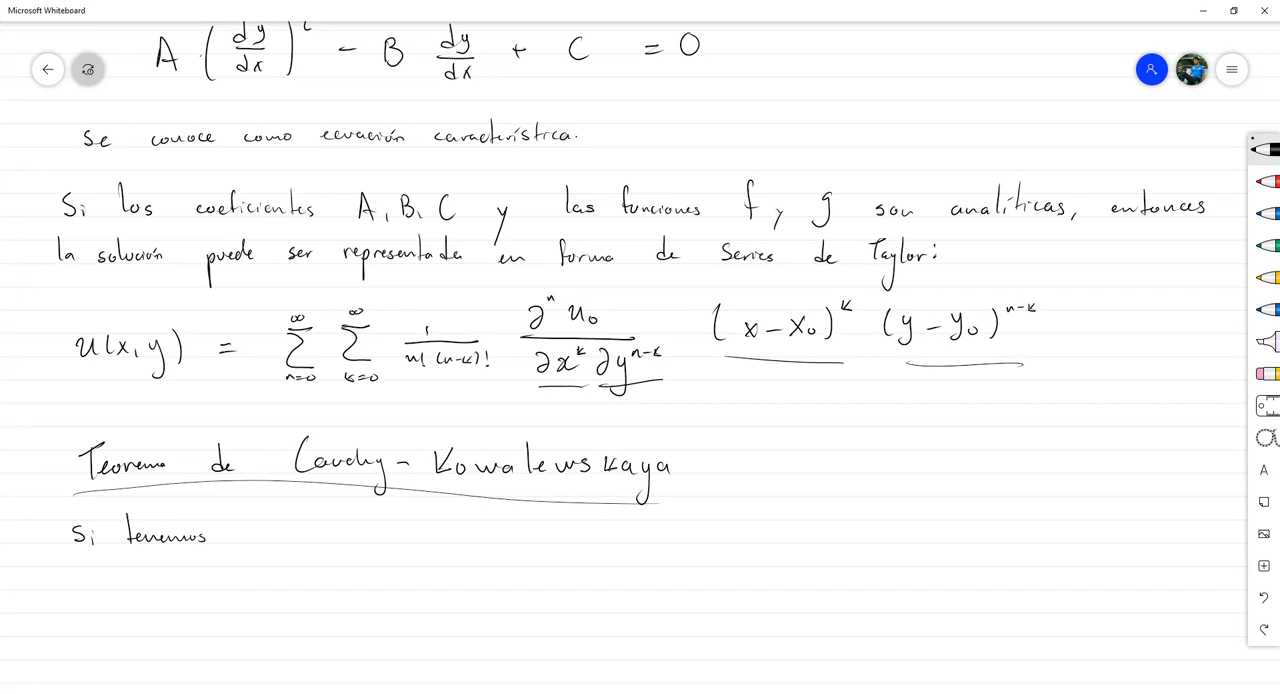 Microsoft Whiteboard
A (dy/dx)² - B dy/dx + C = 0
Se conoce como ecuación característica.
Si los coeficientes A, B, C y las funciones f y g son analíticas, entonces
la solución puede ser representada en forma de Series de Taylor:
u(x,y) = ∑_{n=0}^{∞} ∑_{k=0}^{∞} 1/(n!(n-k)!) ∂ⁿu₀/(∂x^k ∂y^{n-k}) (x-x₀)^k (y-y₀)^{n-k}
Teorema de Cauchy-Kowalewskaya
Si tenemos
A